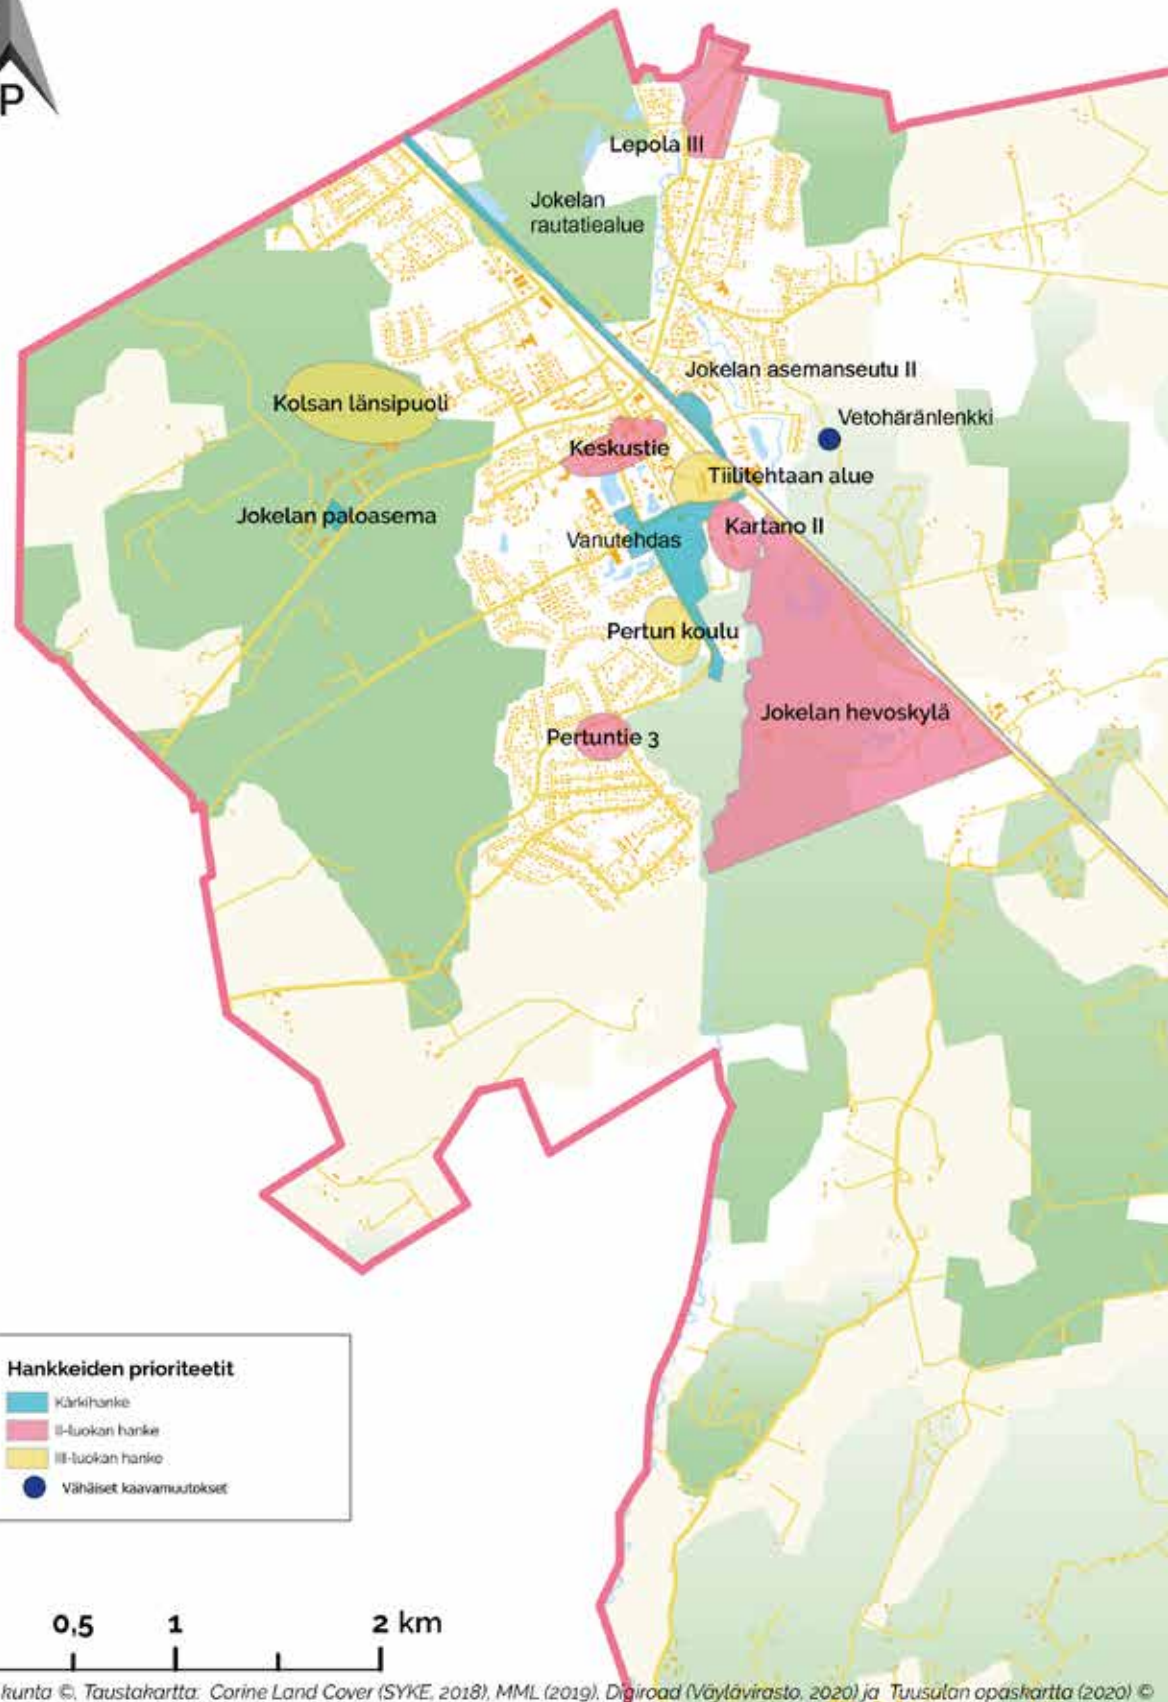 P
Lepola III
Jokelan
rautatiealue
Jokelan asemanseutu II
Kolsan länsipuoli
Vetohäränlenkki
Keskustie
Tiilitehtaan alue
Jokelan paloasema
Kartano II
Vanutehdas
Pertun koulu
Jokelan hevoskylä
Pertuntie 3
Hankkeiden prioriteetit
Kärkihanke
II-luokan hanke
III-luokan hanke
Vähäiset kaavamuutokset
0,5 1 2 km
kunta ©, Taustakartta: Corine Land Cover (SYKE, 2018), MML (2019), Digiroad (Väylävirasto, 2020) ja Tuusulan opaskartta (2020) ©